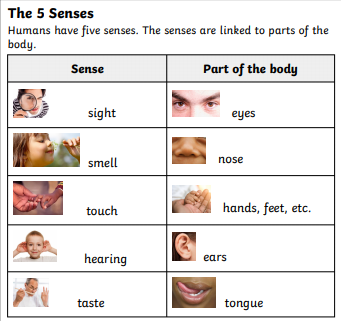 The 5 Senses
Humans have five senses. The senses are linked to parts of the
body.
Sense Part of the body
sight eyes
smell nose
touch hands, feet, etc.
hearing ears
taste tongue